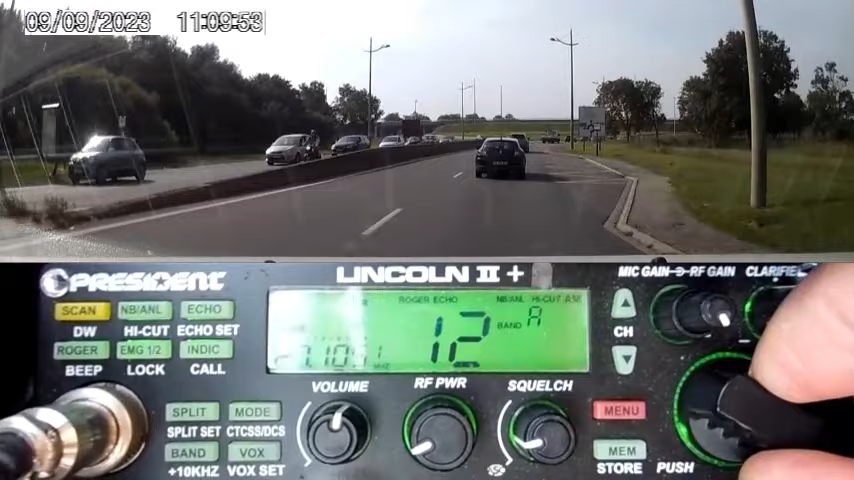 09/09/2023 11:09:53
PRESIDENT
LINCOLN II +
MIC GAIN RF GAIN
SCAN NB/ANL ECHO
DW HI-CUT ECHO SET
ROGER EMG 1/2 INDIC
BEEP LOCK CALL
ROGER ECHO NB/ANL HI-CUT
12 BAND A
CH
VOLUME RF PWR SQUELCH
SPLIT MODE
SPLIT SET CTCSS/DCS
BAND VOX
+10KHZ VOX SET
MENU
MEM
STORE
PUSH